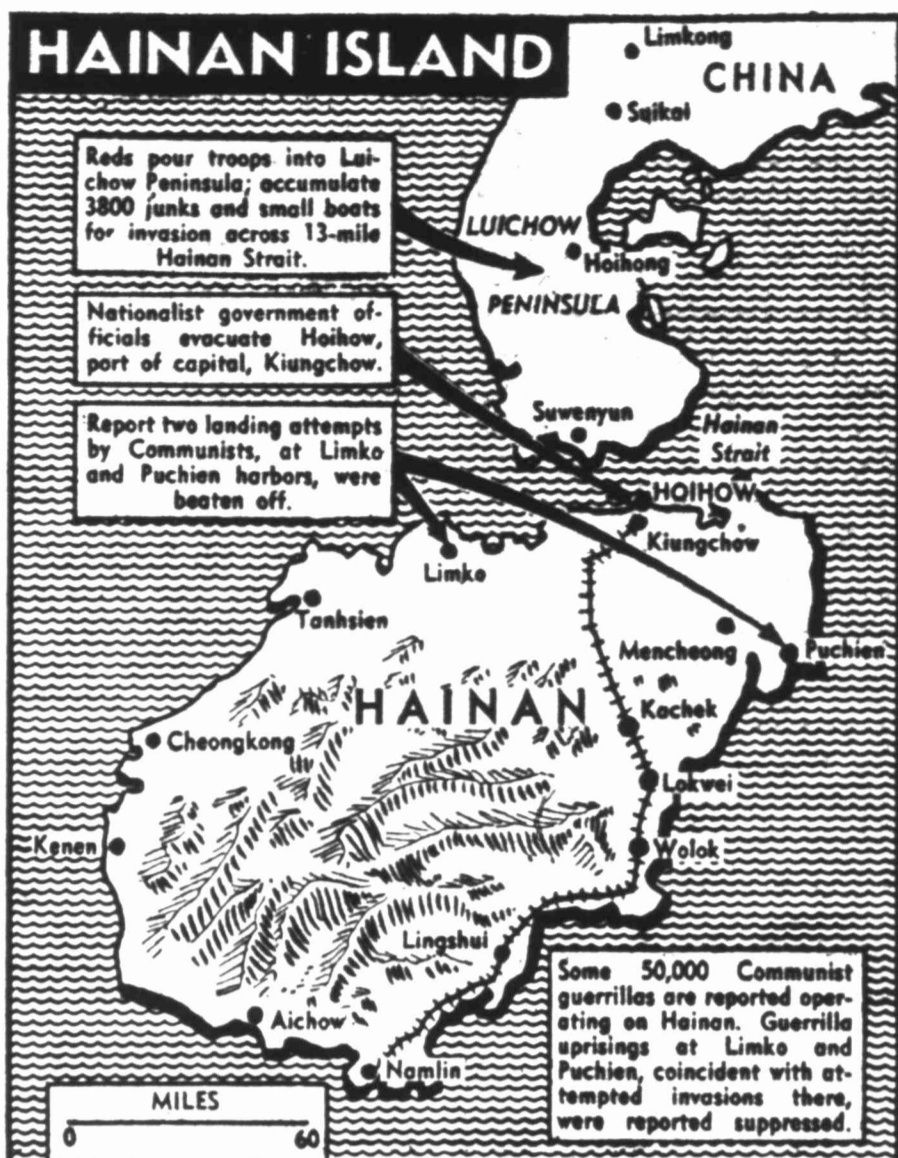 HAINAN ISLAND
Limkong
CHINA
Suikai
Reds pour troops into Lui-
chow Peninsula; accumulate
3800 junks and small boats
for invasion across 13-mile
Hainan Strait.
LUICHOW
Hoihong
PENINSULA
Nationalist government of-
ficials evacuate Hoihow,
port of capital, Kiungchow.
Report two landing attempts
by Communists, at Limko
and Puchien harbors, were
beaten off.
Suwenyun
Hainan
Strait
HOIHOW
Kiungchow
Limko
Tanhsien
Mencheong
Puchien
HAINAN
Kachek
Cheongkong
Lokwei
Kenen
Wolok
Lingshui
Some 50,000 Communist
guerrillas are reported oper-
ating on Hainan. Guerrilla
uprisings at Limko and
Puchien, coincident with at-
tempted invasions there,
were reported suppressed.
Aichow
Namlin
MILES
0 60